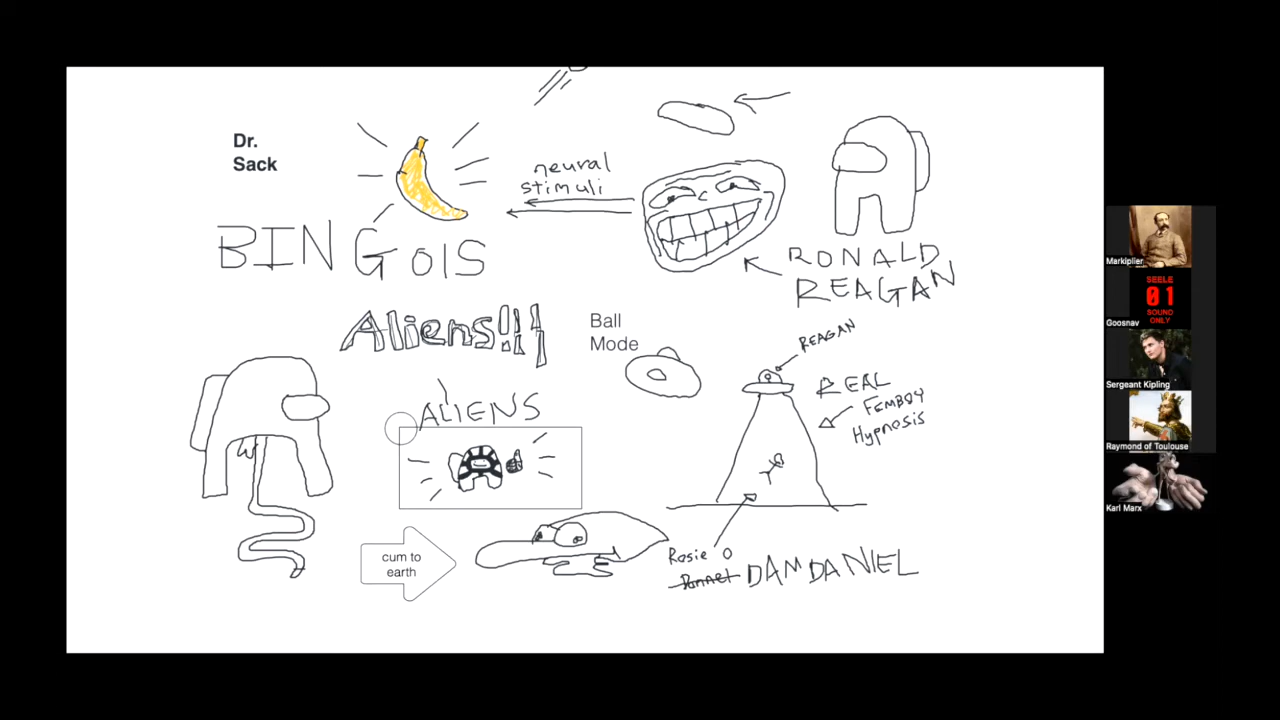 Dr.
Sack
neural
stimuli
BINGOIS
RONALD
REAGAN
Aliens!!!
Ball
Mode
REAGAN
REAL
FEMBOY
Hypnosis
ALIENS
cum to
earth
Rosie O
DAM DANIEL
Markiplier
SEELE
01
SOUND
ONLY
Goosnav
Sergeant Kipling
Raymond of Toulouse
Karl Marx